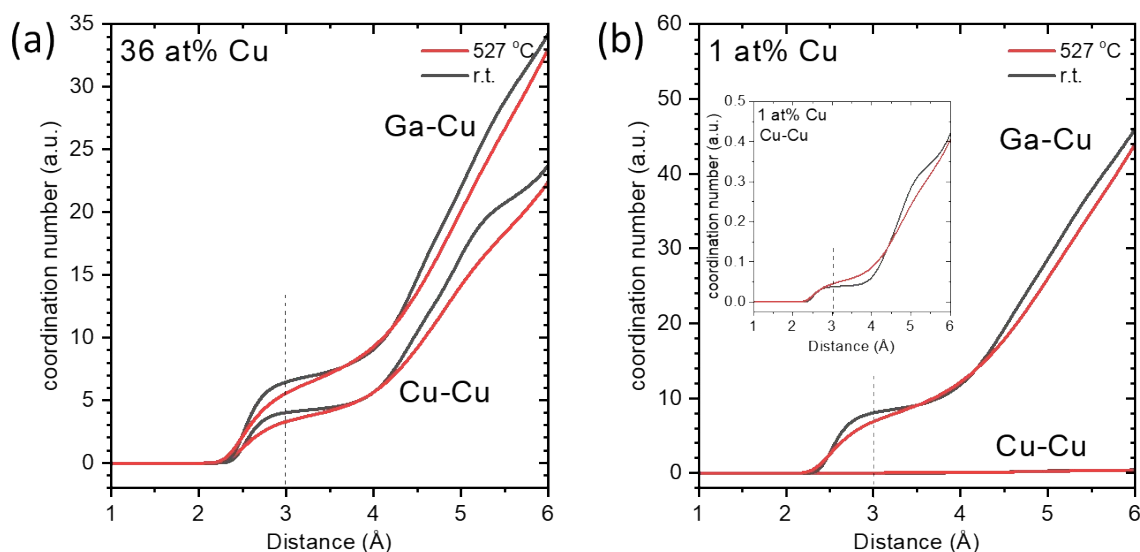 (a)
36 at% Cu
527 °C
r.t.
Ga-Cu
Cu-Cu
coordination number (a.u.)
35
30
25
20
15
10
5
0
1 2 3 4 5 6
Distance (Å)
(b)
1 at% Cu
527 °C
r.t.
Ga-Cu
Cu-Cu
coordination number (a.u.)
60
50
40
30
20
10
0
1 2 3 4 5 6
Distance (Å)
1 at% Cu
Cu-Cu
coordination number (a.u.)
0.5
0.4
0.3
0.2
0.1
0.0
1 2 3 4 5 6
Distance (Å)